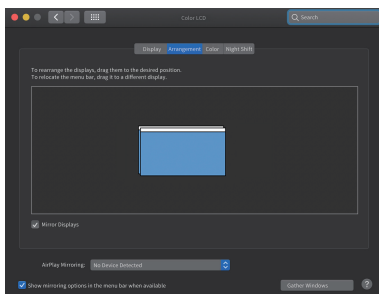 Color LCD
Search
Display Arrangement Color Night Shift
To rearrange the displays, drag them to the desired position.
To relocate the menu bar, drag it to a different display.
Mirror Displays
AirPlay Mirroring: No Device Detected
Show mirroring options in the menu bar when available
Gather Windows
?